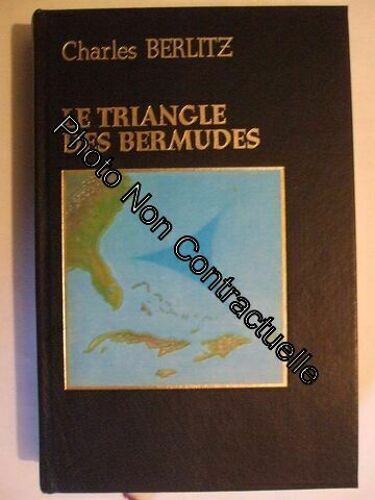 Charles BERLITZ
LE TRIANGLE
DES BERMUDES
Photo Non Contractuelle